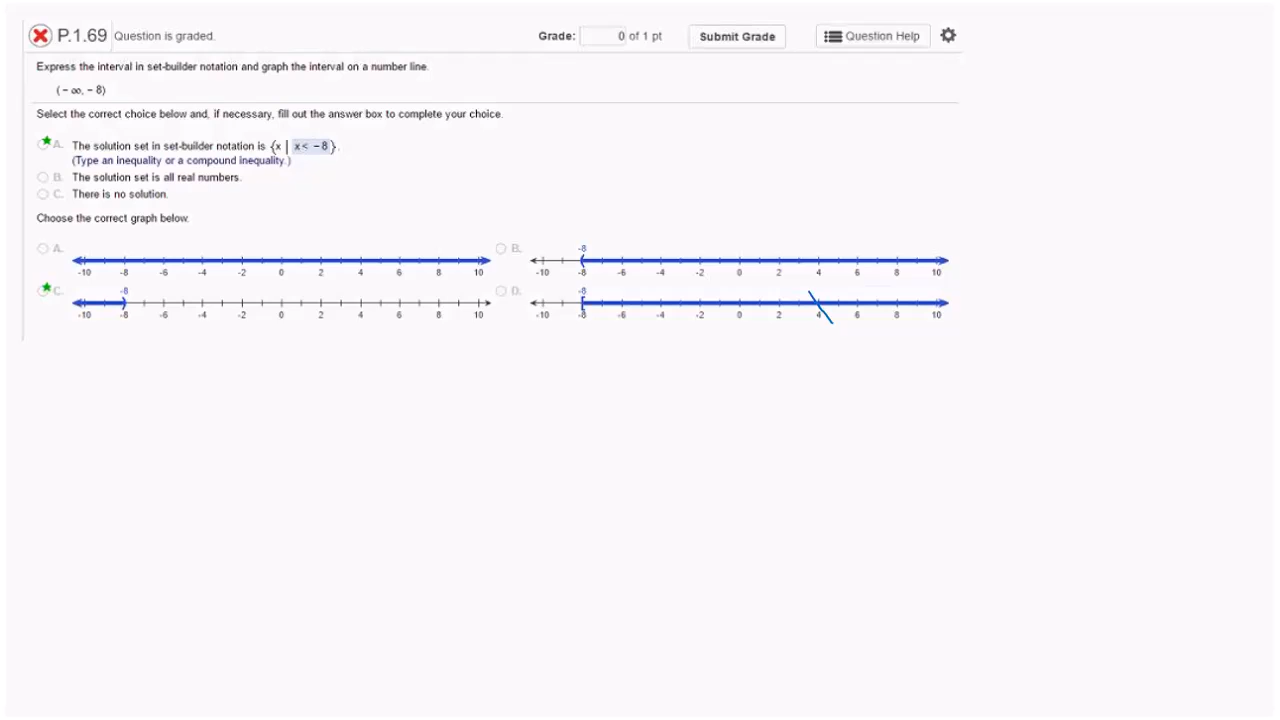 P.1.69 Question is graded. Grade: 0 of 1 pt Submit Grade Question Help
Express the interval in set-builder notation and graph the interval on a number line.
(− ∞, − 8)
Select the correct choice below and, if necessary, fill out the answer box to complete your choice.
A. The solution set in set-builder notation is {x | x < − 8}.
(Type an inequality or a compound inequality.)
B. The solution set is all real numbers.
C. There is no solution.
Choose the correct graph below.
A.
-10 -8 -6 -4 -2 0 2 4 6 8 10
B. -8
-10 -8 -6 -4 -2 0 2 4 6 8 10
C. -8
-10 -8 -6 -4 -2 0 2 4 6 8 10
D. -8
-10 -8 -6 -4 -2 0 2 4 6 8 10